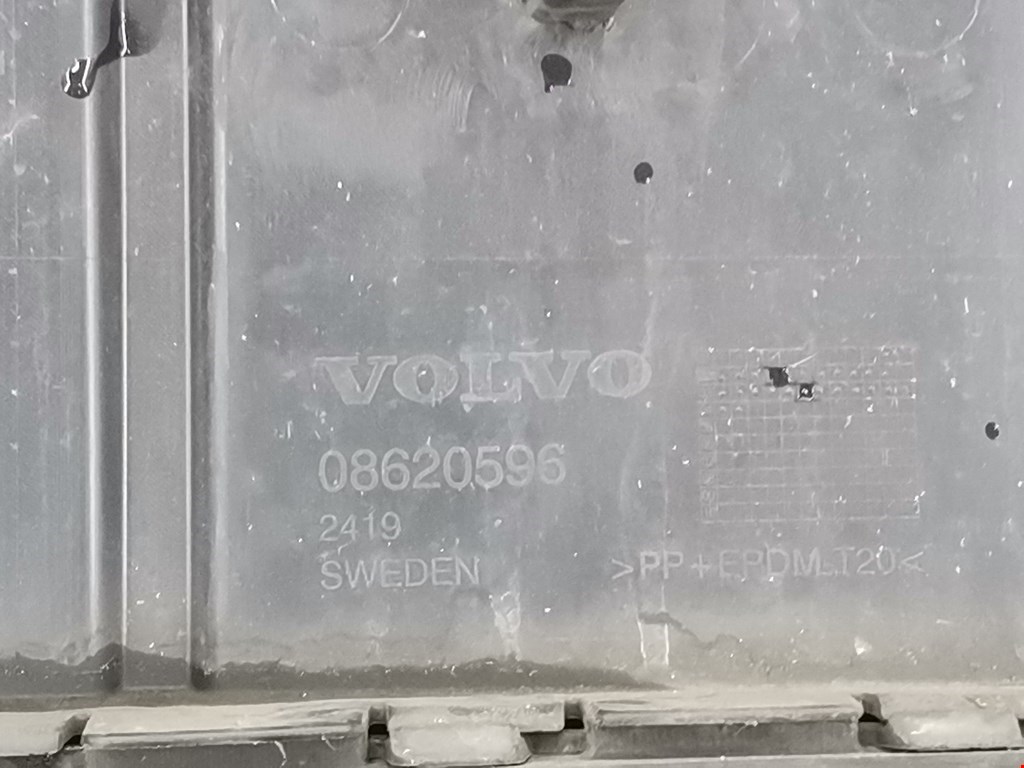 VOLVO
08620596
2419
SWEDEN
>PP+EPDM.T20<